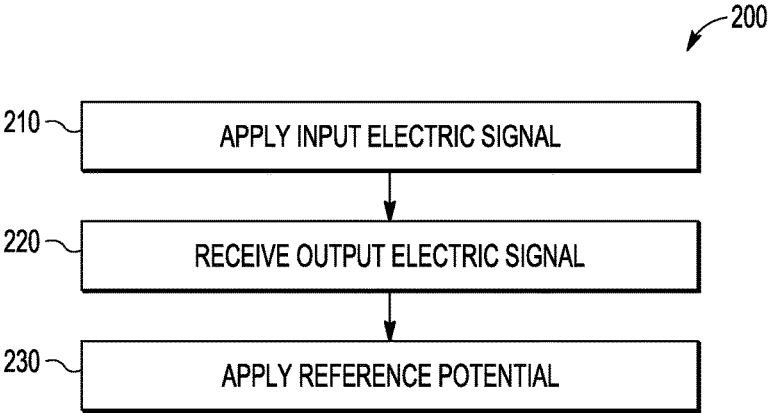 200
210
APPLY INPUT ELECTRIC SIGNAL
220
RECEIVE OUTPUT ELECTRIC SIGNAL
230
APPLY REFERENCE POTENTIAL